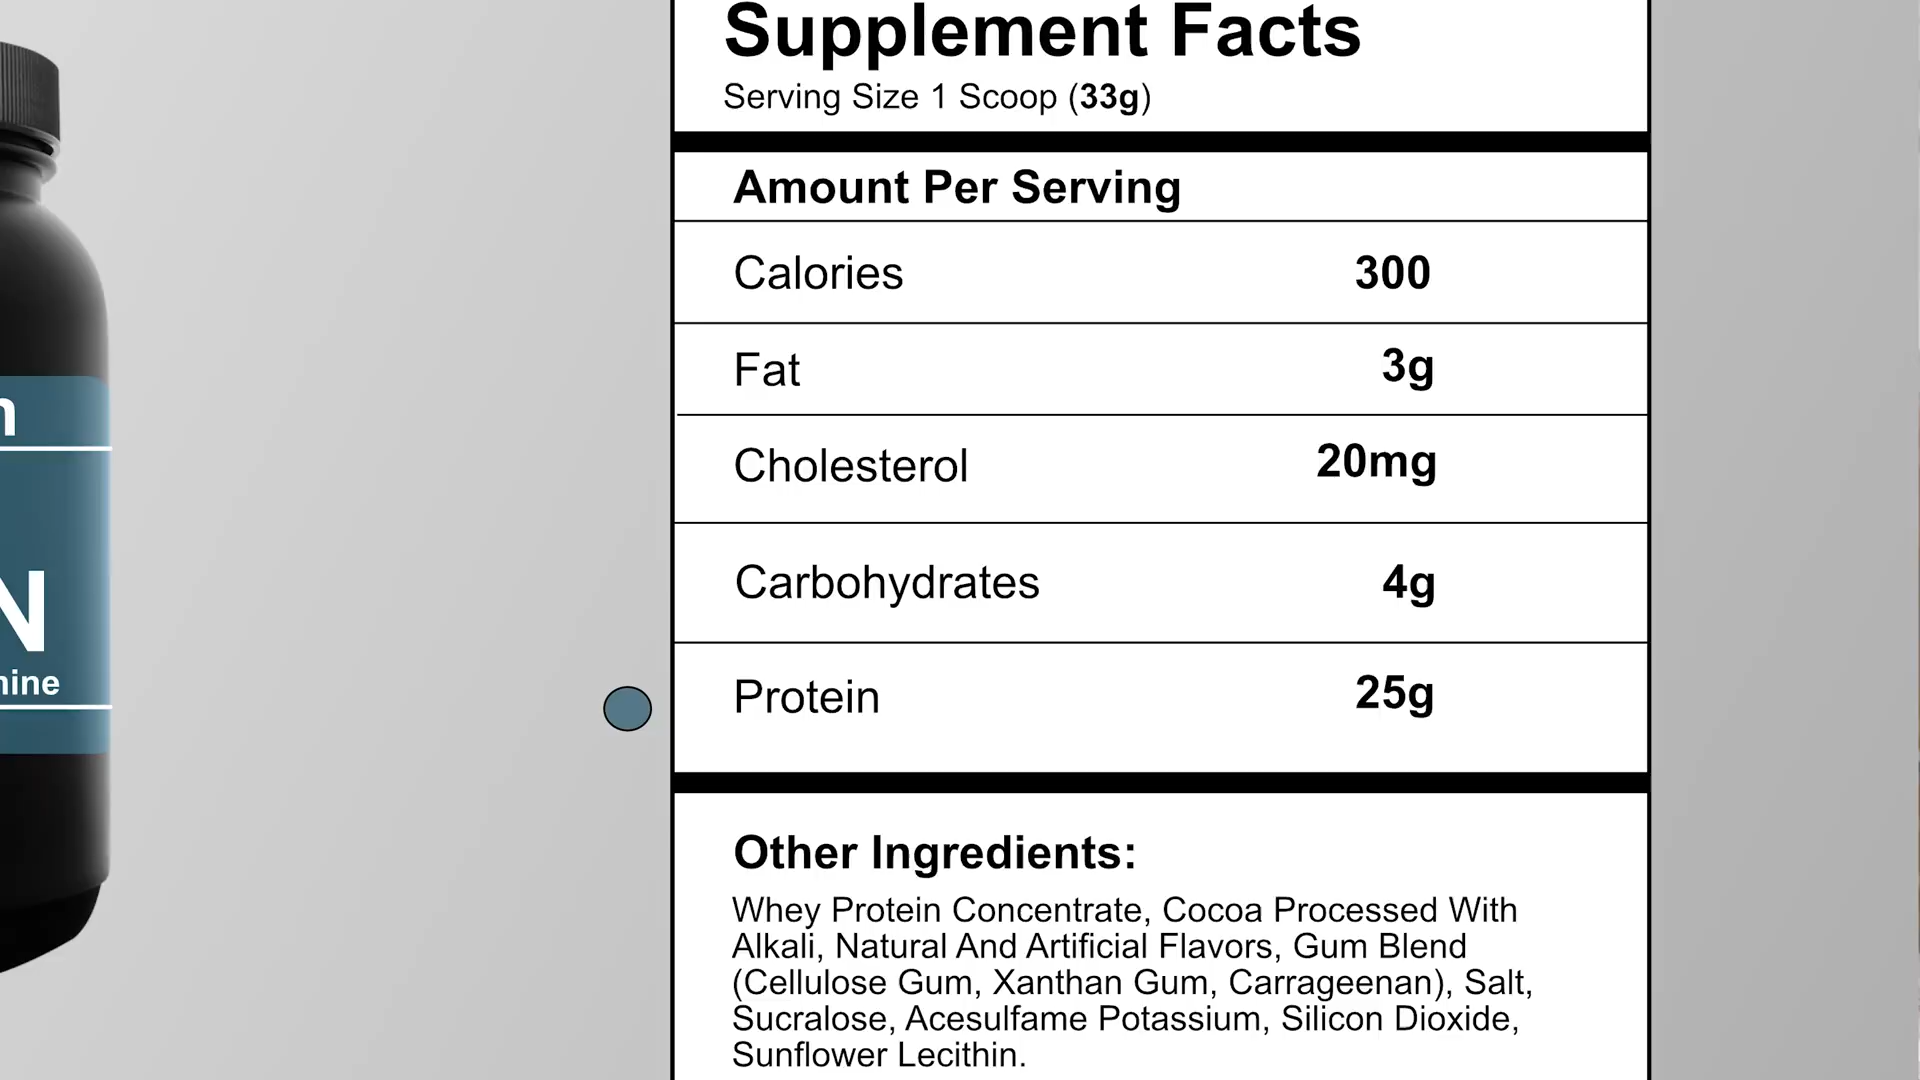 Supplement Facts
Serving Size 1 Scoop (33g)
Amount Per Serving
Calories 300
Fat 3g
Cholesterol 20mg
Carbohydrates 4g
Protein 25g
Other Ingredients:
Whey Protein Concentrate, Cocoa Processed With
Alkali, Natural And Artificial Flavors, Gum Blend
(Cellulose Gum, Xanthan Gum, Carrageenan), Salt,
Sucralose, Acesulfame Potassium, Silicon Dioxide,
Sunflower Lecithin.